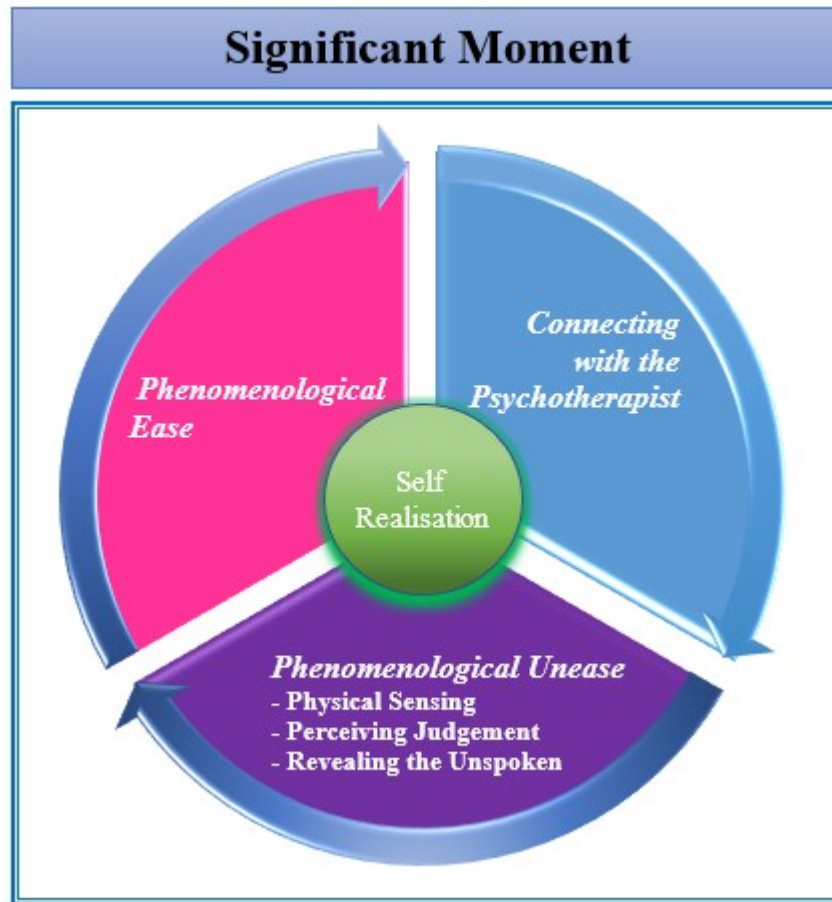 Significant Moment
Connecting
with the
Psychotherapist
Phenomenological Unease
- Physical Sensing
- Perceiving Judgement
- Revealing the Unspoken
Phenomenological
Ease
Self
Realisation